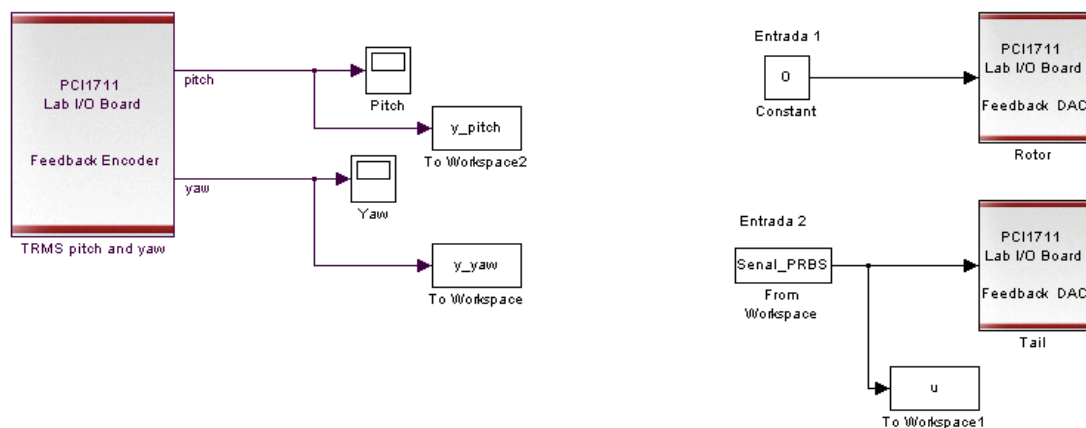 PCI1711
Lab I/O Board
Feedback Encoder
TRMS pitch and yaw
pitch
yaw
Pitch
y_pitch
To Workspace2
Yaw
y_yaw
To Workspace
Entrada 1
0
Constant
PCI1711
Lab I/O Board
Feedback DAC
Rotor
Entrada 2
Senal_PRBS
From
Workspace
PCI1711
Lab I/O Board
Feedback DAC
Tail
u
To Workspace1